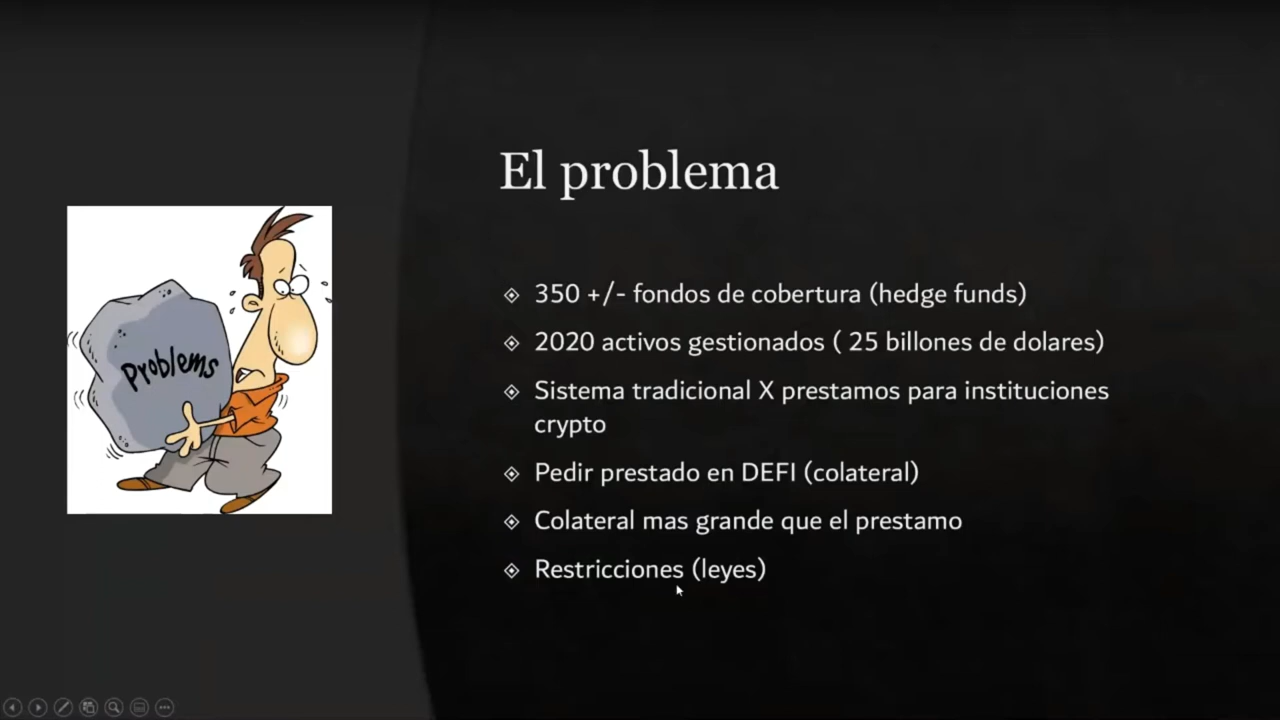 El problema
Problems
350 +/- fondos de cobertura (hedge funds)
2020 activos gestionados ( 25 billones de dolares)
Sistema tradicional X prestamos para instituciones
crypto
Pedir prestado en DEFI (colateral)
Colateral mas grande que el prestamo
Restricciones (leyes)